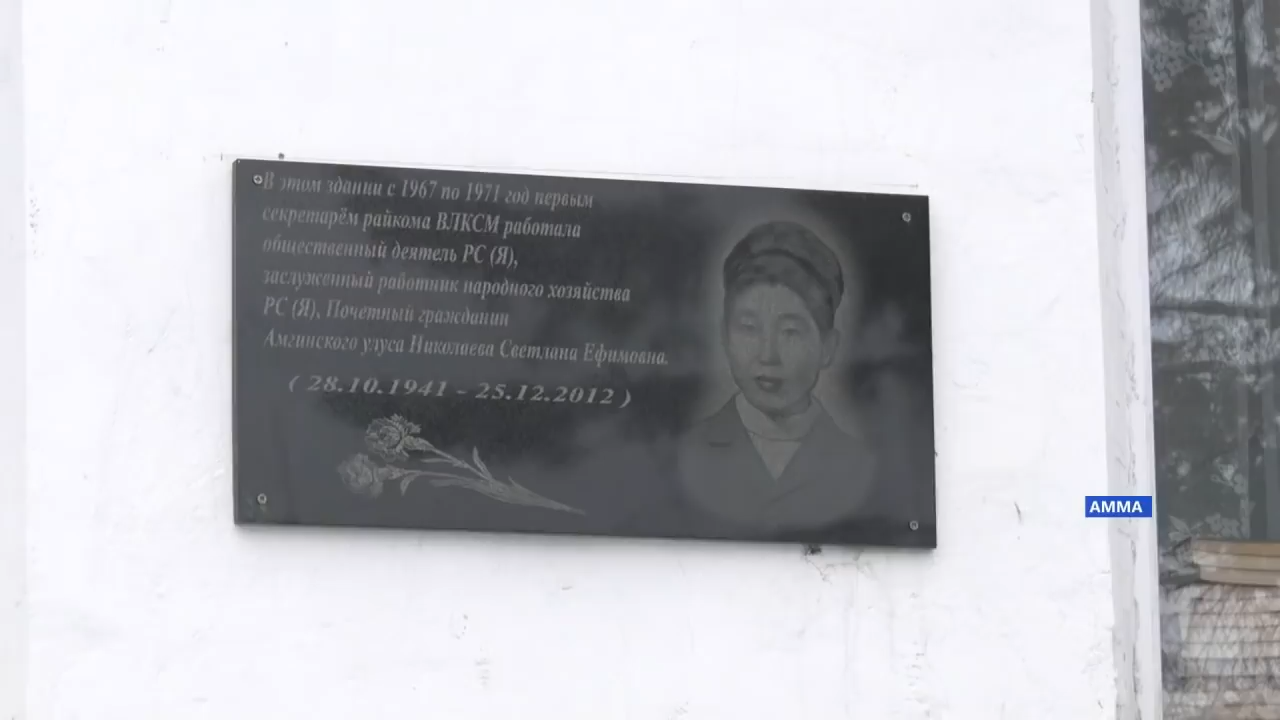 В этом здании с 1967 по 1971 год первым
секретарём райкома ВЛКСМ работала
общественный деятель РС (Я),
заслуженный работник народного хозяйства
РС (Я), Почетный гражданин
Амгинского улуса Николаева Светлана Ефимовна.
( 28.10.1941 - 25.12.2012 )
АММА